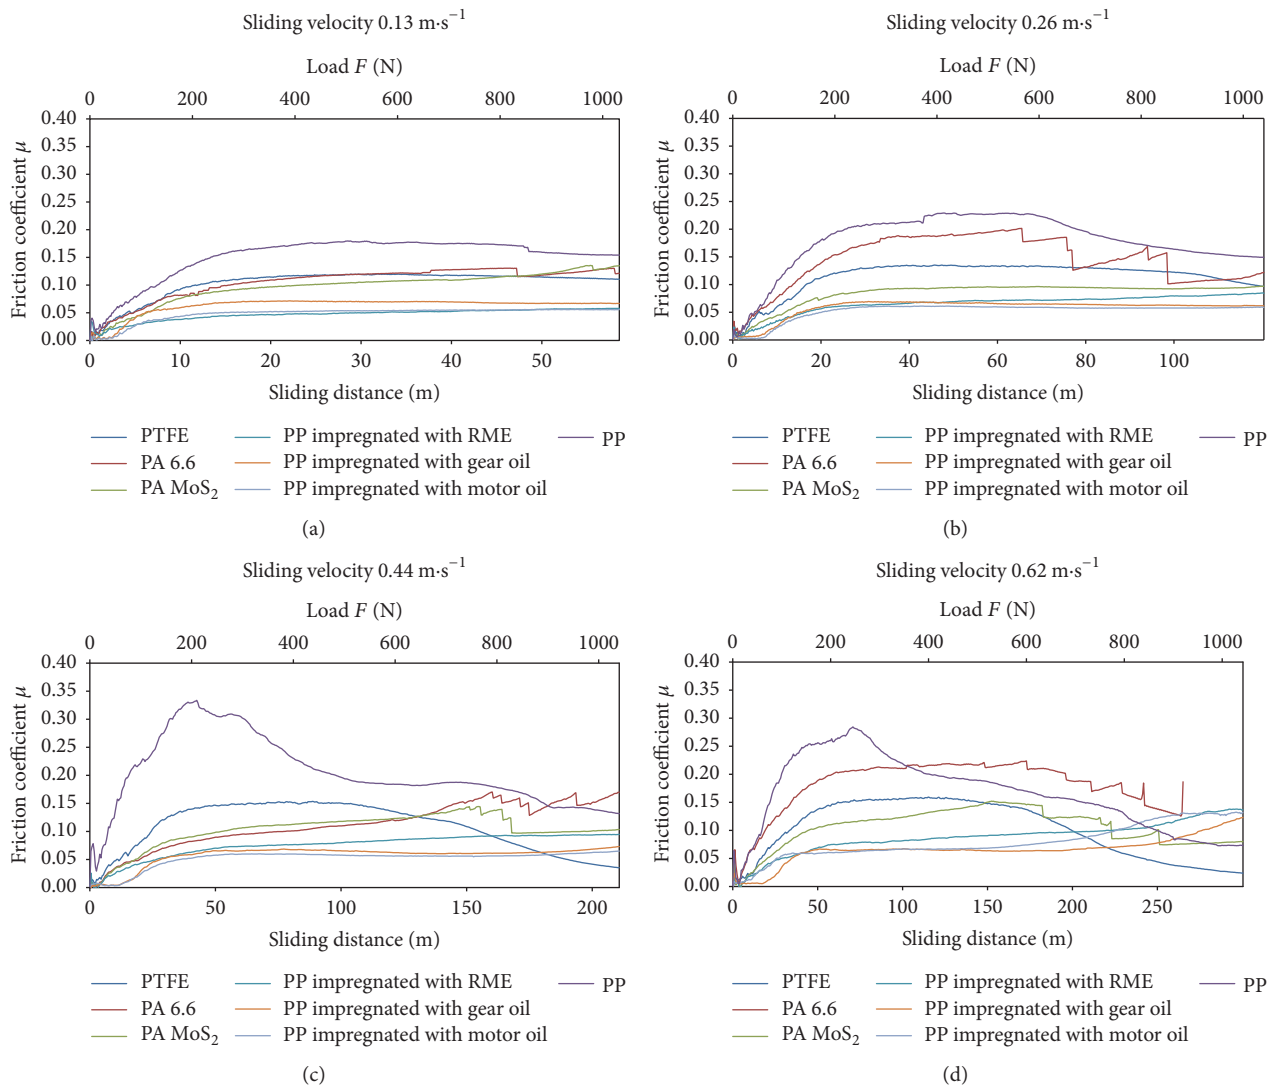 Sliding velocity 0.13 m·s⁻¹
Load F (N)
0 200 400 600 800 1000
0.40
0.35
0.30
0.25
0.20
0.15
0.10
0.05
0.00
Friction coefficient μ
0 10 20 30 40 50
Sliding distance (m)
PTFE PP impregnated with RME PP
PA 6.6 PP impregnated with gear oil
PA MoS₂ PP impregnated with motor oil
(a)
Sliding velocity 0.26 m·s⁻¹
Load F (N)
0 200 400 600 800 1000
0.40
0.35
0.30
0.25
0.20
0.15
0.10
0.05
0.00
Friction coefficient μ
0 20 40 60 80 100
Sliding distance (m)
PTFE PP impregnated with RME PP
PA 6.6 PP impregnated with gear oil
PA MoS₂ PP impregnated with motor oil
(b)
Sliding velocity 0.44 m·s⁻¹
Load F (N)
0 200 400 600 800 1000
0.40
0.35
0.30
0.25
0.20
0.15
0.10
0.05
0.00
Friction coefficient μ
0 50 100 150 200
Sliding distance (m)
PTFE PP impregnated with RME PP
PA 6.6 PP impregnated with gear oil
PA MoS₂ PP impregnated with motor oil
(c)
Sliding velocity 0.62 m·s⁻¹
Load F (N)
0 200 400 600 800 1000
0.40
0.35
0.30
0.25
0.20
0.15
0.10
0.05
0.00
Friction coefficient μ
0 50 100 150 200 250
Sliding distance (m)
PTFE PP impregnated with RME PP
PA 6.6 PP impregnated with gear oil
PA MoS₂ PP impregnated with motor oil
(d)